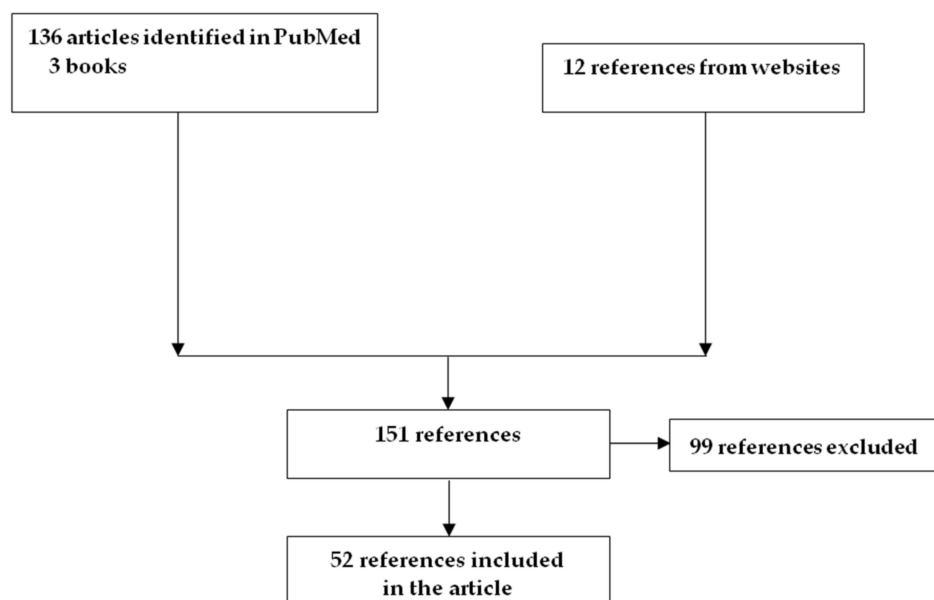 136 articles identified in PubMed
3 books
12 references from websites
151 references
99 references excluded
52 references included
in the article